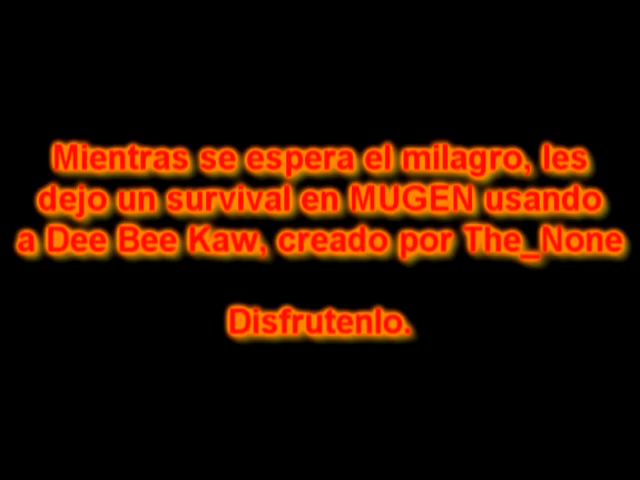 Mientras se espera el milagro, les
dejo un survival en MUGEN usando
a Dee Bee Kaw, creado por The_None
Disfrutenlo.